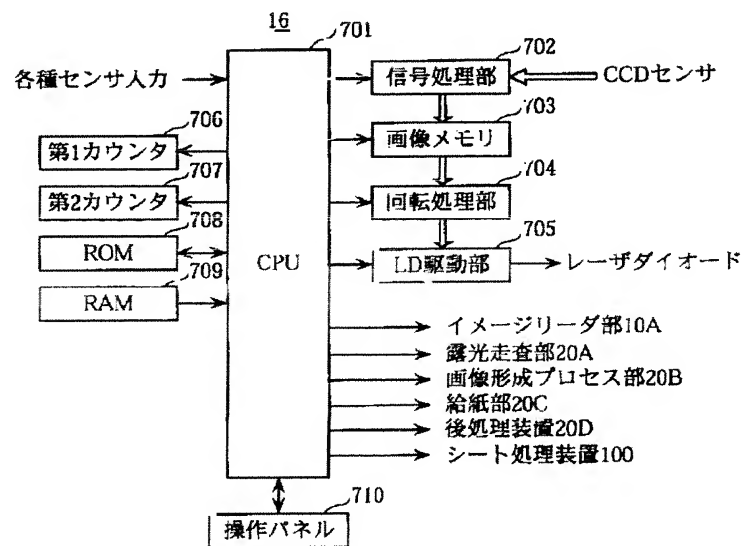 16
701
各種センサ入力
702
信号処理部
CCDセンサ
703
画像メモリ
706
第1カウンタ
704
回転処理部
707
第2カウンタ
705
LD駆動部
レーザダイオード
708
ROM
CPU
709
RAM
イメージリーダ部10A
露光走査部20A
画像形成プロセス部20B
給紙部20C
後処理装置20D
シート処理装置100
710
操作パネル